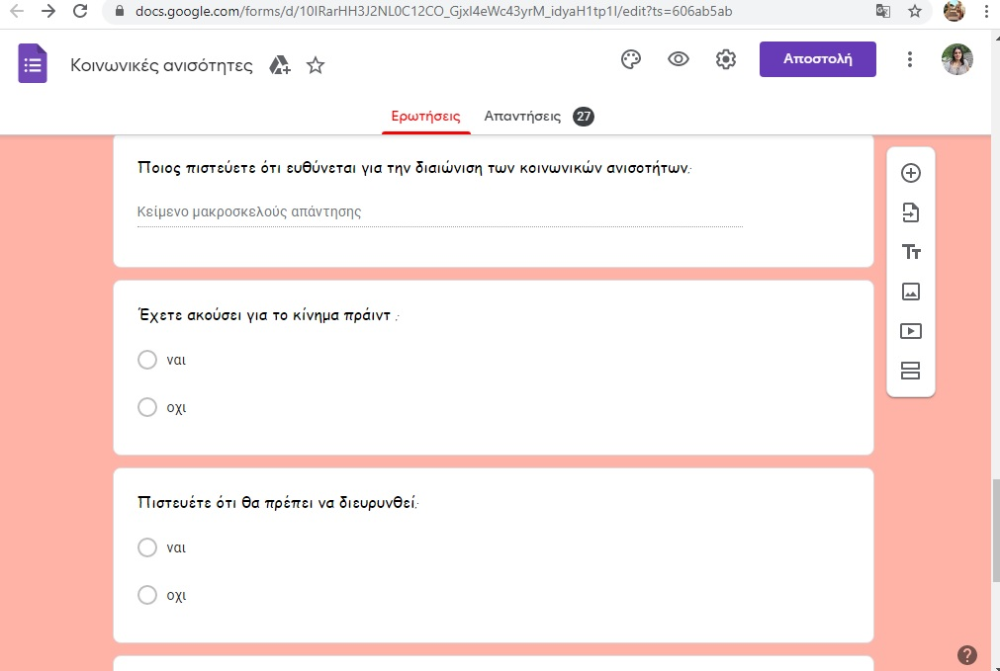 docs.google.com/forms/d/10IRarHH3J2NL0C12CO_Gjxl4eWc43yrM_idyaH1tp1I/edit?ts=606ab5ab
Κοινωνικές ανισότητες
Αποστολή
Ερωτήσεις Απαντήσεις 27
Ποιος πιστεύετε ότι ευθύνεται για την διαιώνιση των κοινωνικών ανισοτήτων;
Κείμενο μακροσκελούς απάντησης
Έχετε ακούσει για το κίνημα πράιντ ;
ναι
οχι
Πιστευέτε ότι θα πρέπει να διευρυνθεί;
ναι
οχι